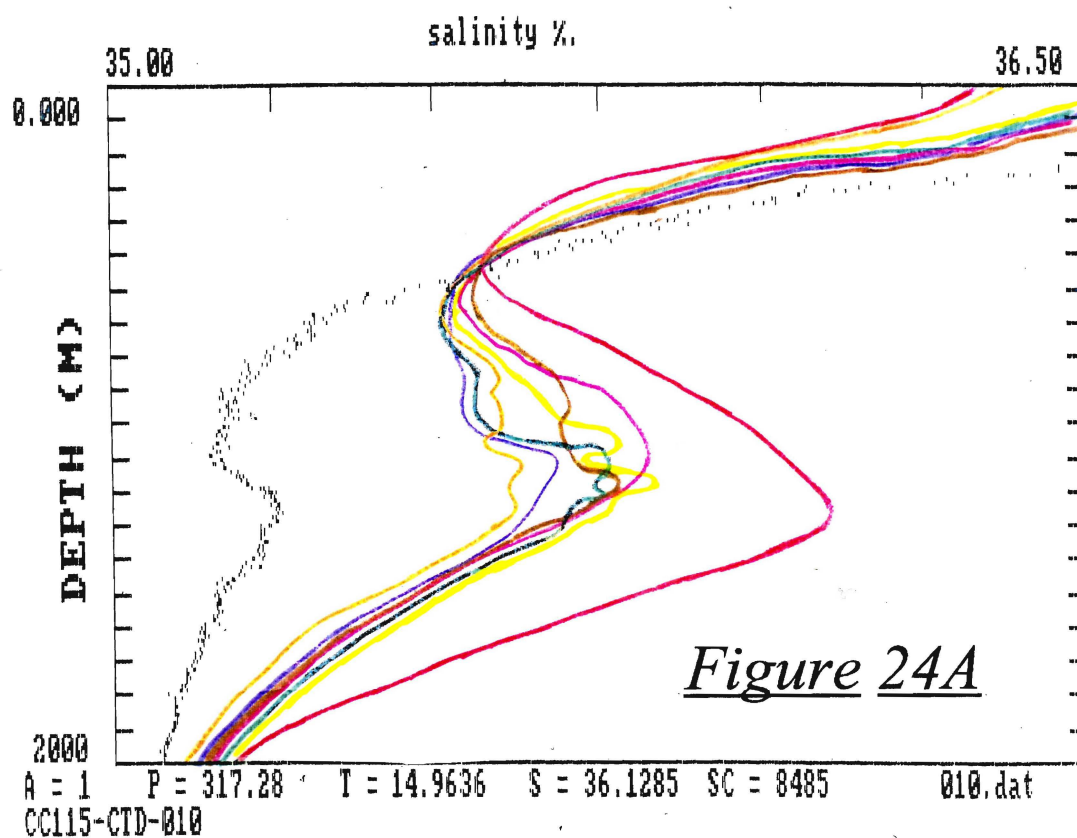 salinity %.
35.00 36.50
0.000
DEPTH (M)
Figure 24A
2000
A = 1 P = 317.28 T = 14.9636 S = 36.1285 SC = 8485 010.dat
CC115-CTD-010